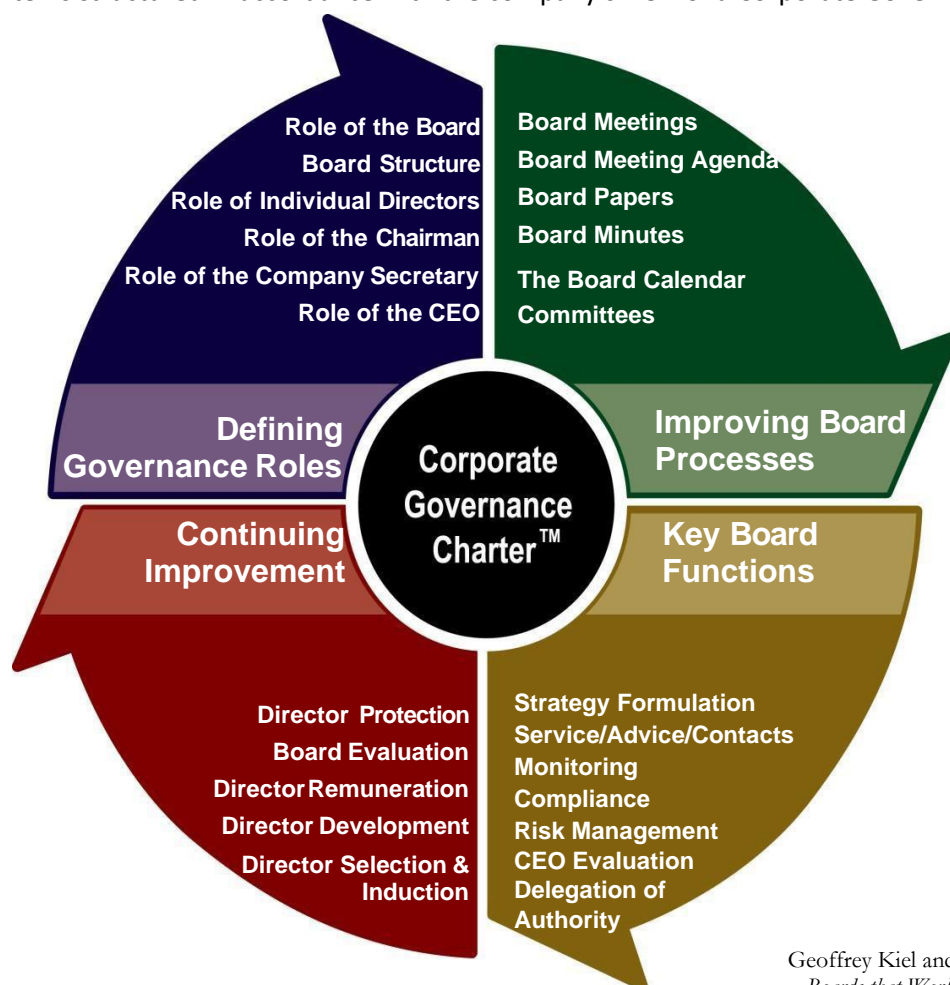 Role of the Board
Board Structure
Role of Individual Directors
Role of the Chairman
Role of the Company Secretary
Role of the CEO
Defining
Governance Roles
Board Meetings
Board Meeting Agenda
Board Papers
Board Minutes
The Board Calendar
Committees
Improving Board
Processes
Corporate
Governance
Charter™
Continuing
Improvement
Director Protection
Board Evaluation
Director Remuneration
Director Development
Director Selection &
Induction
Key Board
Functions
Strategy Formulation
Service/Advice/Contacts
Monitoring
Compliance
Risk Management
CEO Evaluation
Delegation of
Authority
Geoffrey Kiel and